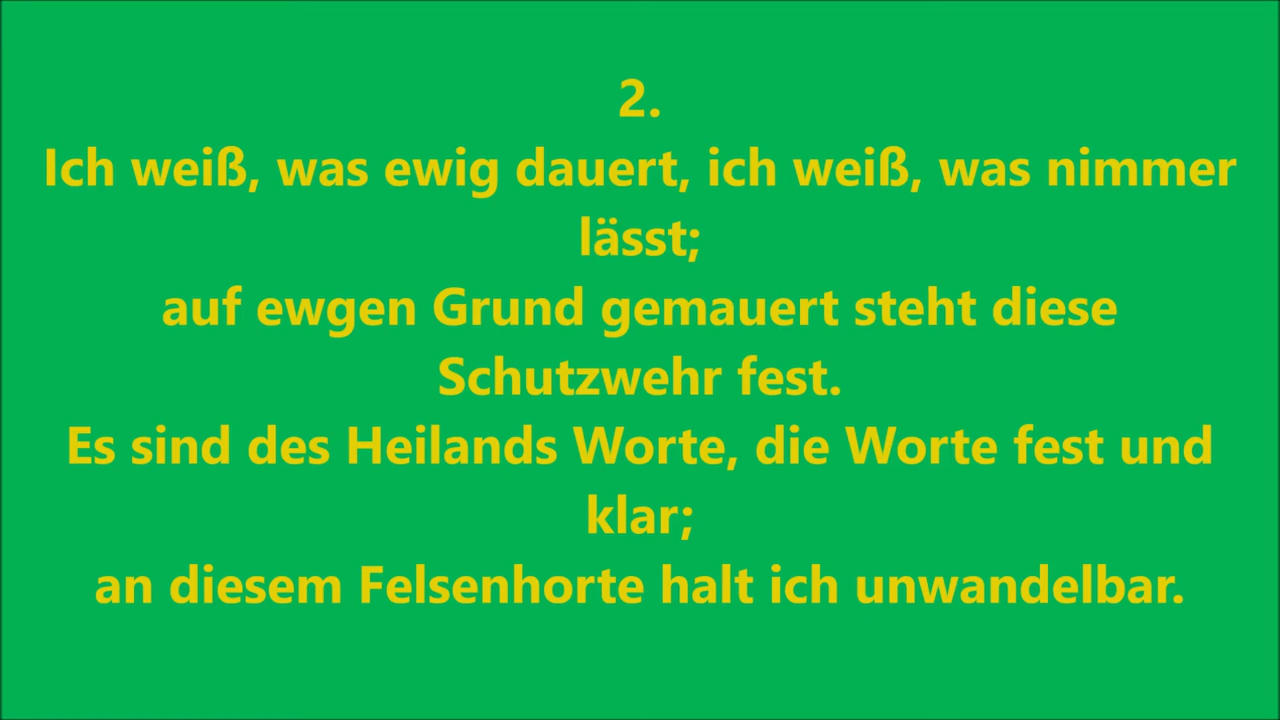 2.
Ich weiß, was ewig dauert, ich weiß, was nimmer
lässt;
auf ewgen Grund gemauert steht diese
Schutzwehr fest.
Es sind des Heilands Worte, die Worte fest und
klar;
an diesem Felsenhorte halt ich unwandelbar.